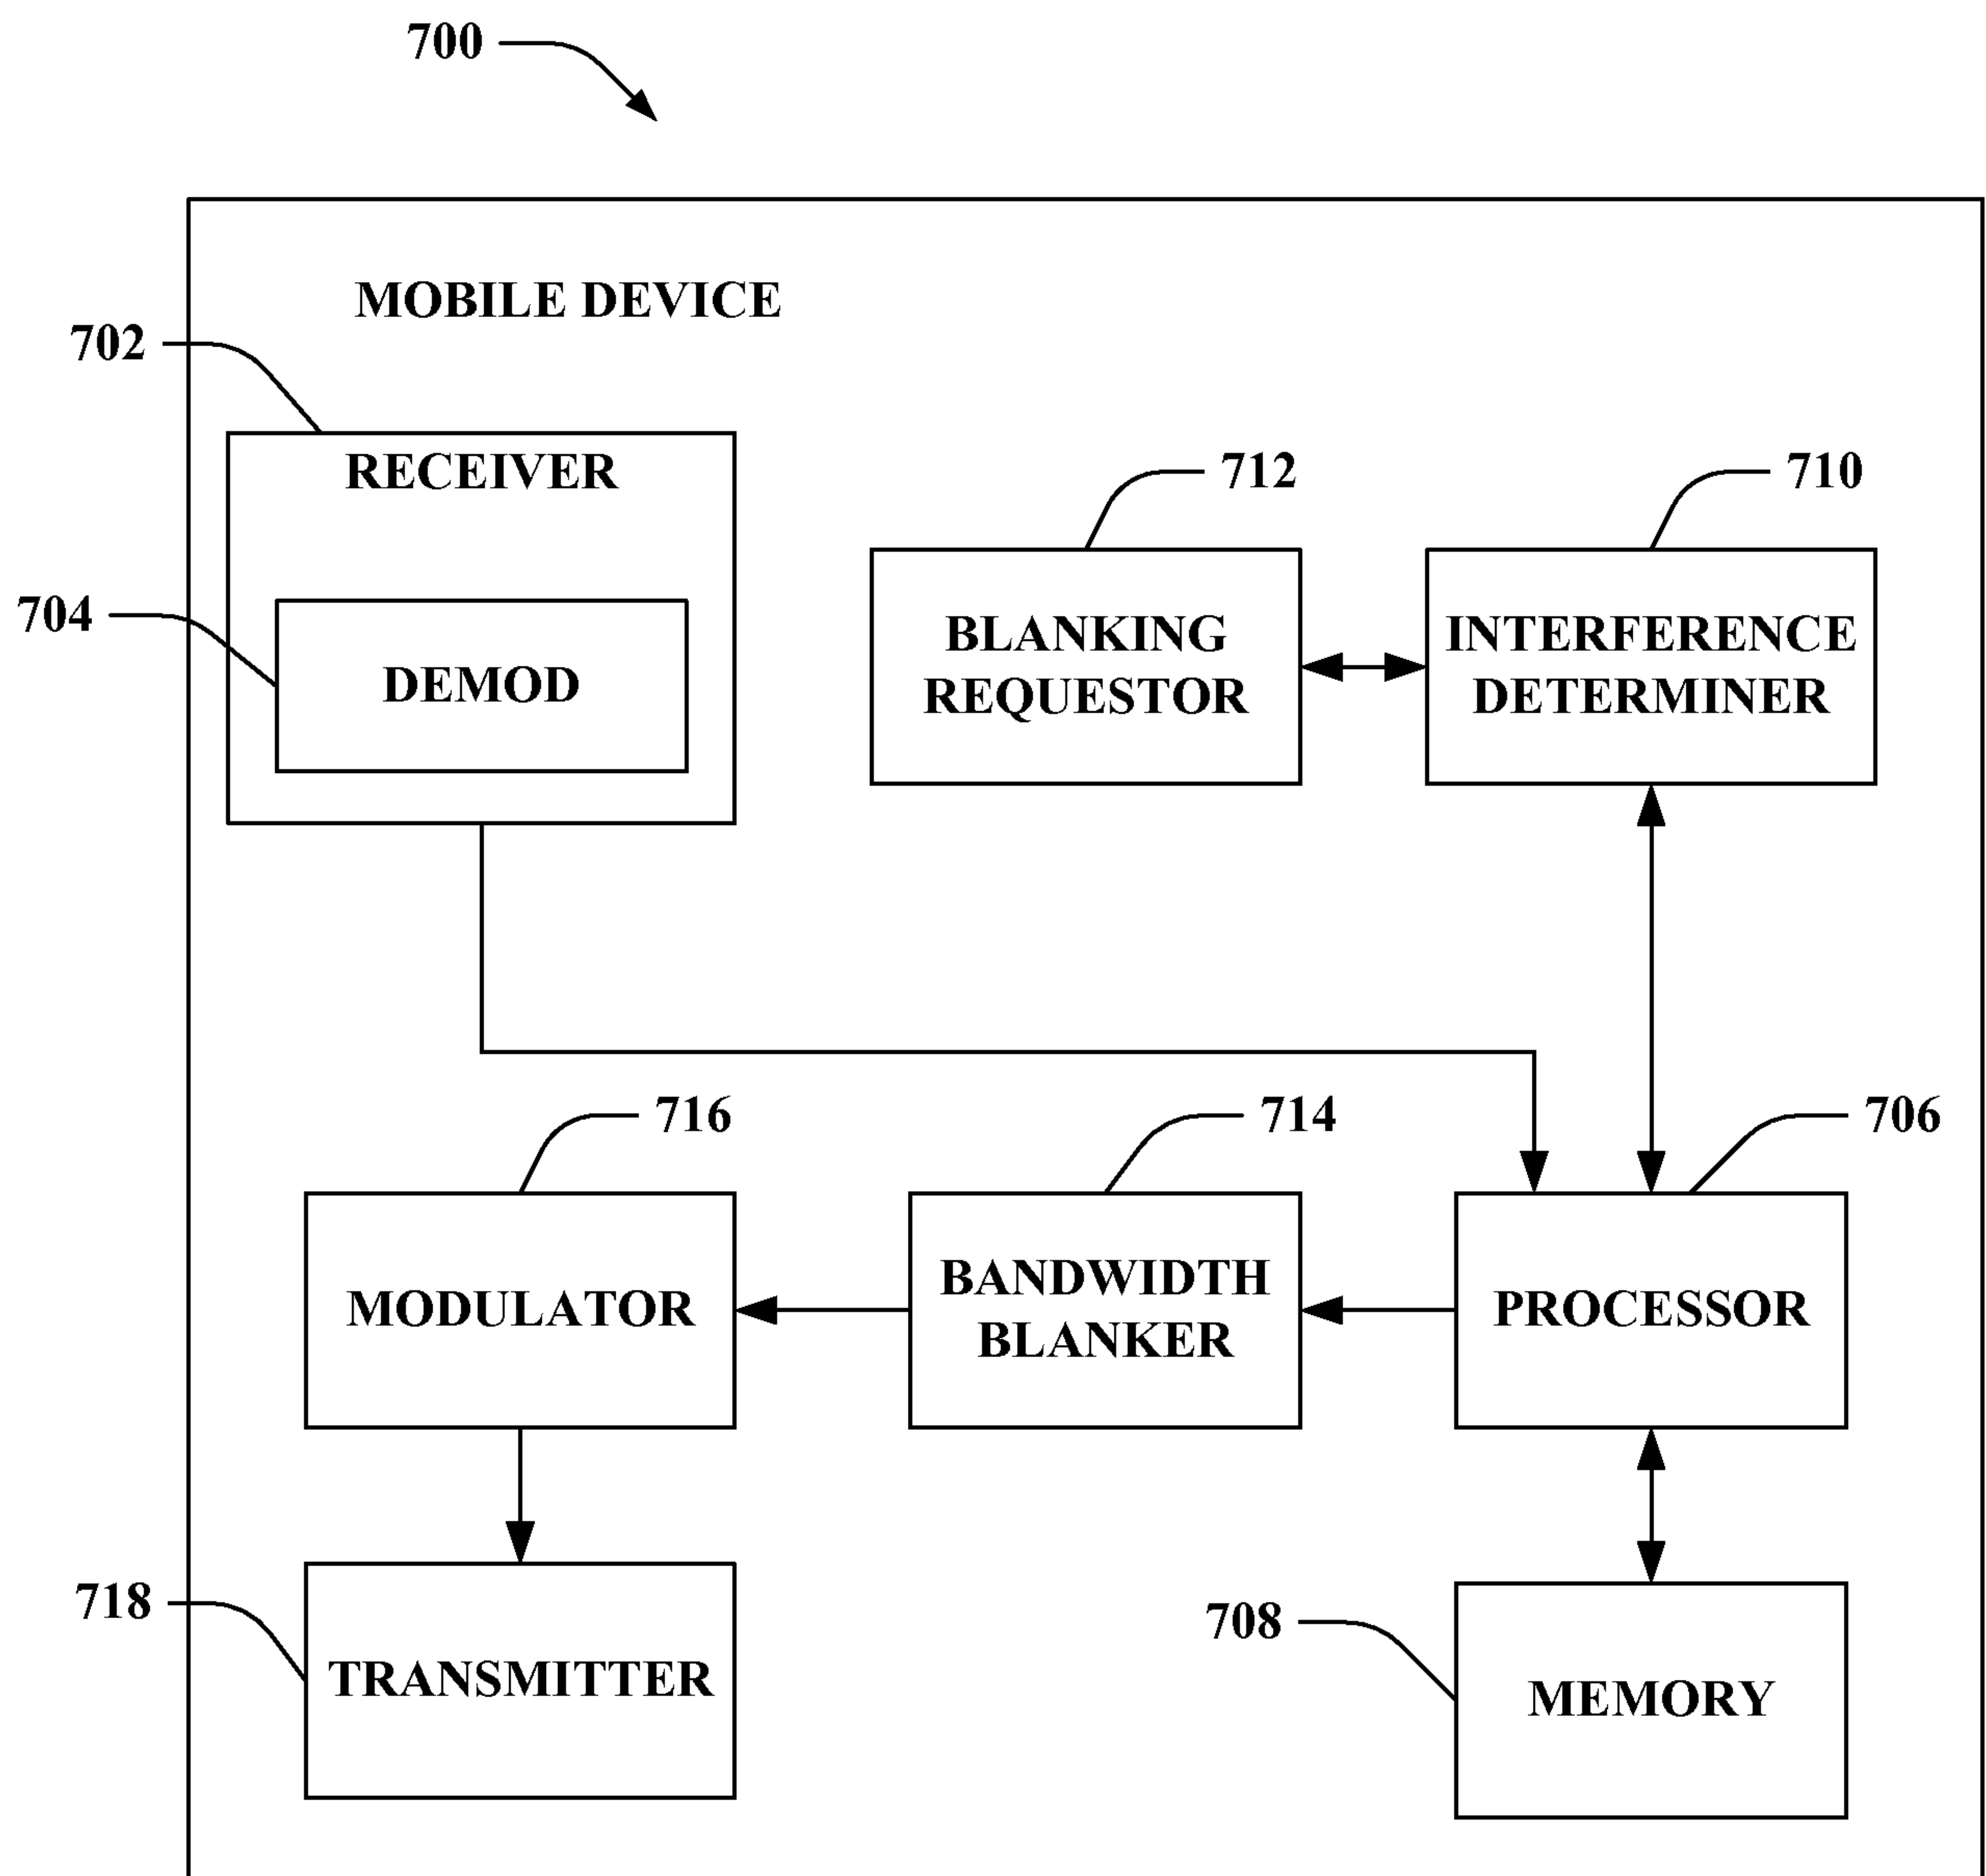 700
MOBILE DEVICE
702
RECEIVER
712
710
704
DEMOD
BLANKING
REQUESTOR
INTERFERENCE
DETERMINER
716
714
706
MODULATOR
BANDWIDTH
BLANKER
PROCESSOR
718
TRANSMITTER
708
MEMORY